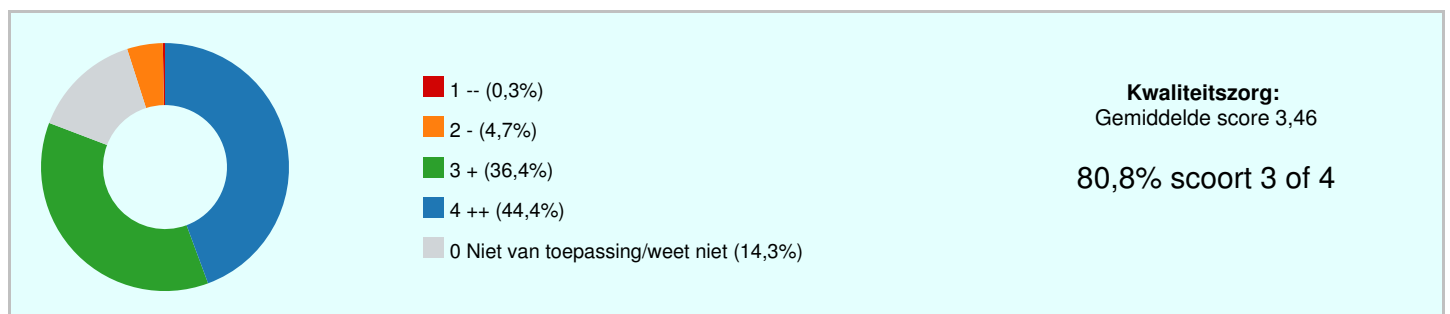 1 -- (0,3%)
2 - (4,7%)
3 + (36,4%)
4 ++ (44,4%)
0 Niet van toepassing/weet niet (14,3%)
Kwaliteitszorg:
Gemiddelde score 3,46
80,8% scoort 3 of 4